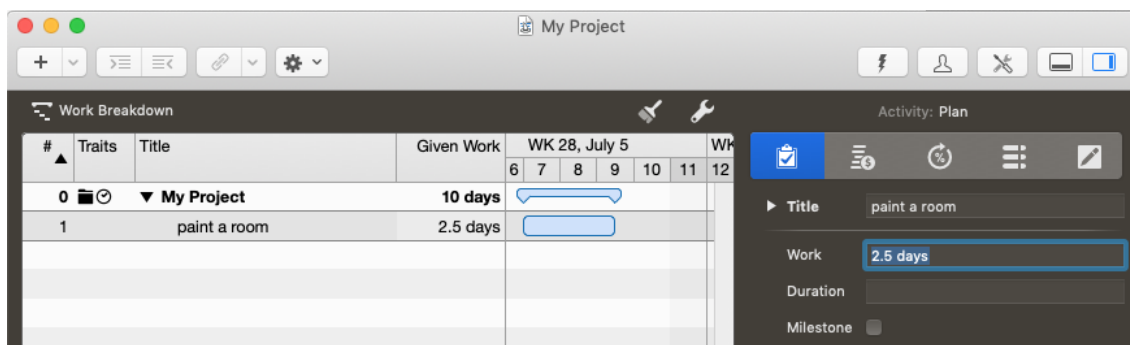 My Project
Work Breakdown
Activity: Plan
# Traits Title Given Work WK 28, July 5 WK
6 7 8 9 10 11 12
0 My Project 10 days
1 paint a room 2.5 days
Title paint a room
Work 2.5 days
Duration
Milestone